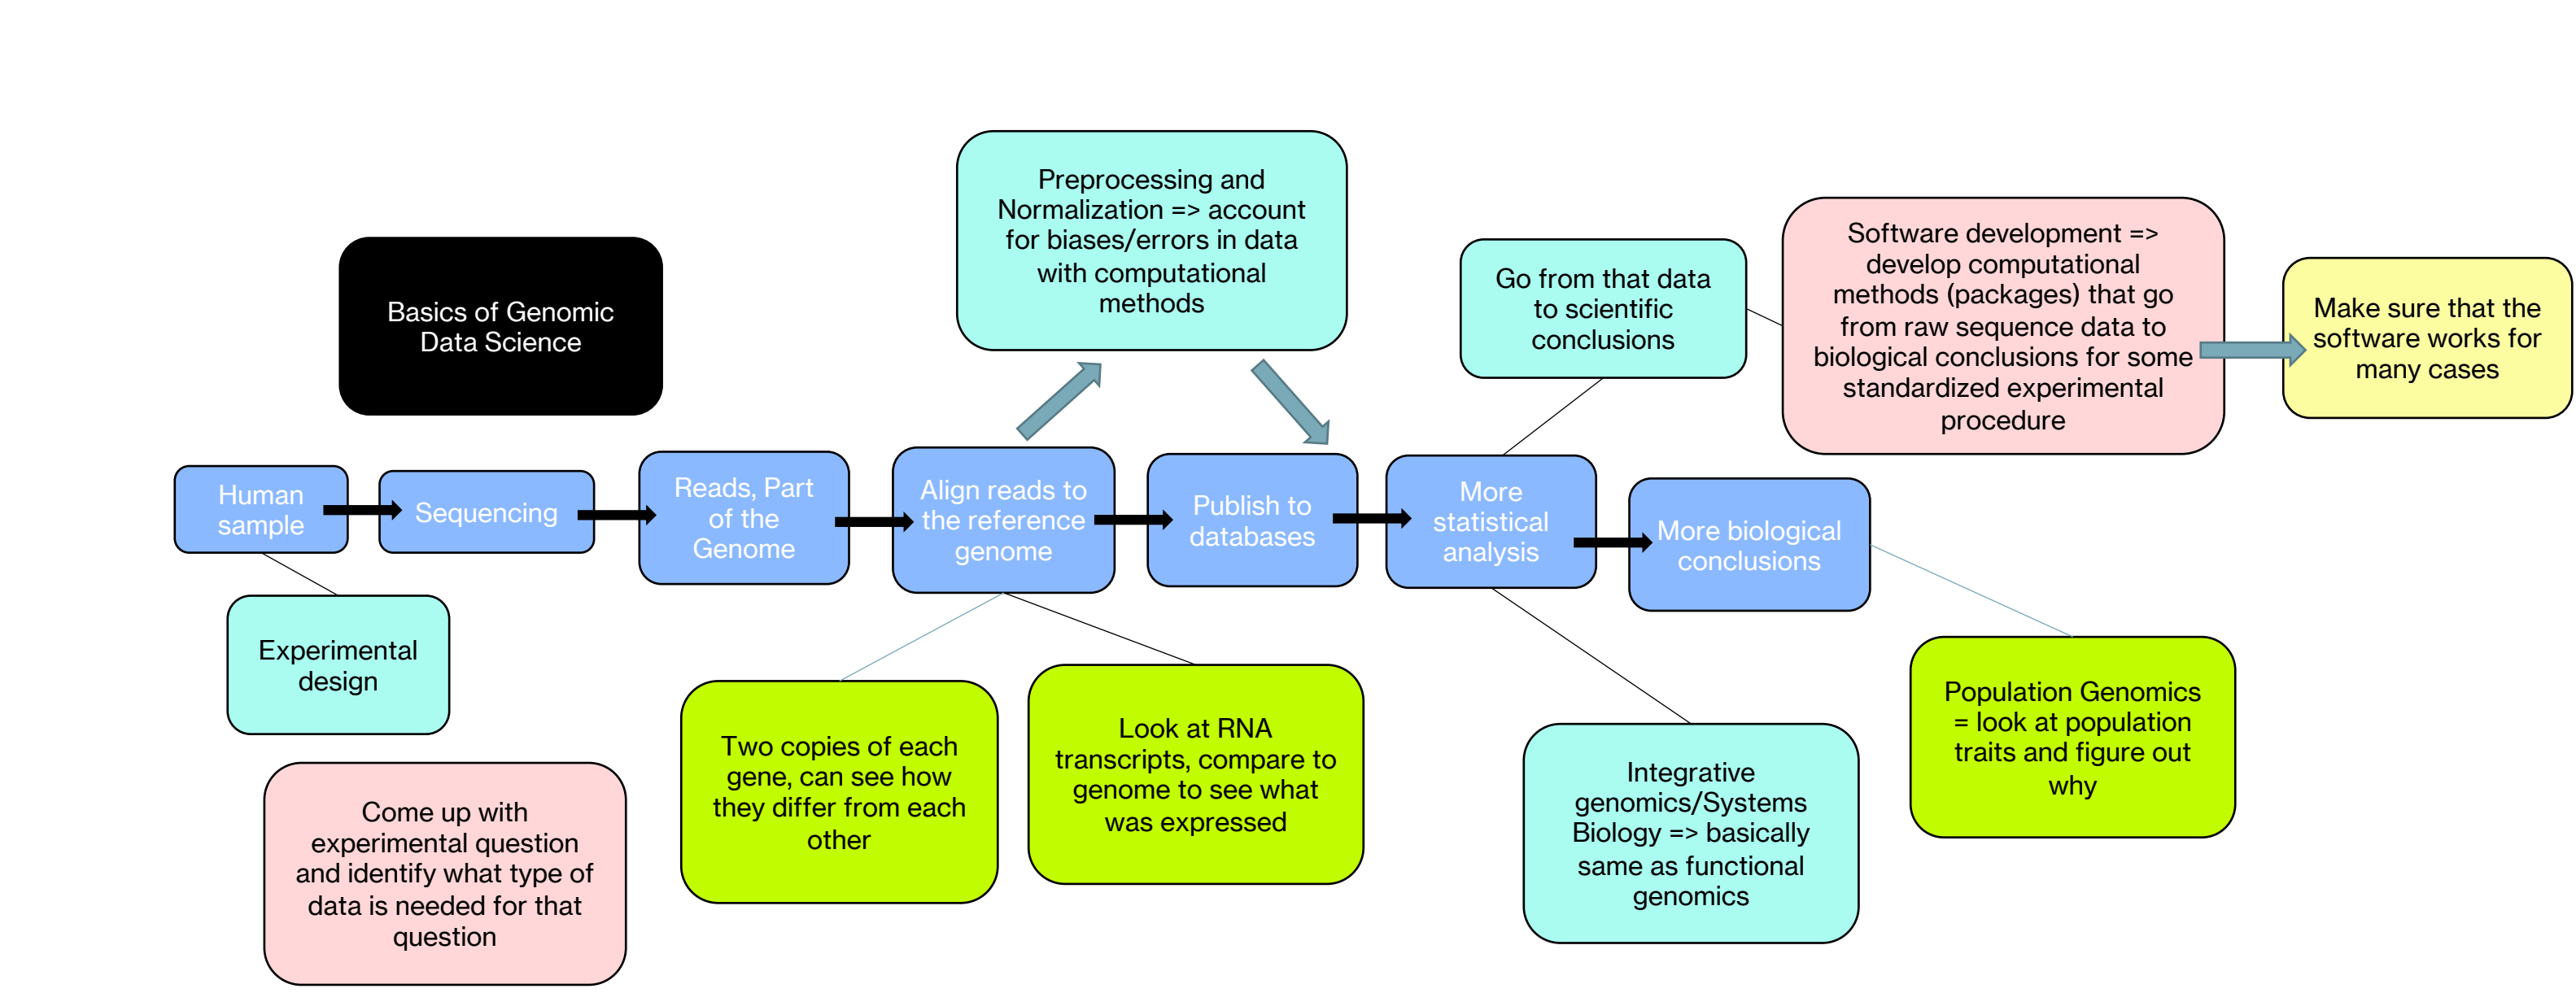 Basics of Genomic
Data Science
Preprocessing and
Normalization => account
for biases/errors in data
with computational
methods
Go from that data
to scientific
conclusions
Software development =>
develop computational
methods (packages) that go
from raw sequence data to
biological conclusions for some
standardized experimental
procedure
Make sure that the
software works for
many cases
Human
sample
Sequencing
Reads, Part
of the
Genome
Align reads to
the reference
genome
Publish to
databases
More
statistical
analysis
More biological
conclusions
Experimental
design
Come up with
experimental question
and identify what type of
data is needed for that
question
Two copies of each
gene, can see how
they differ from each
other
Look at RNA
transcripts, compare to
genome to see what
was expressed
Integrative
genomics/Systems
Biology => basically
same as functional
genomics
Population Genomics
= look at population
traits and figure out
why